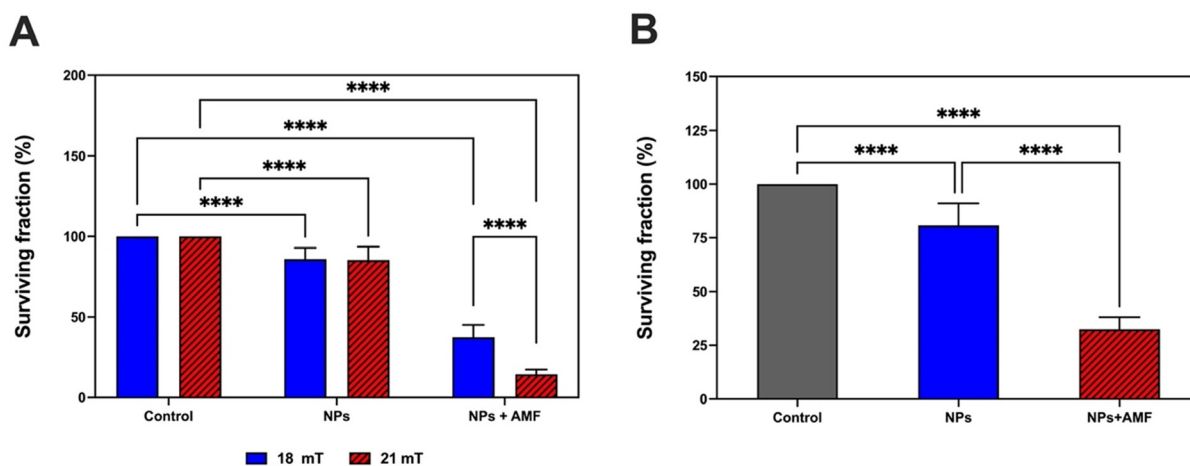 A
Surviving fraction (%)
200
150
100
50
0
****
****
****
****
****
Control
NPs
NPs + AMF
18 mT
21 mT
B
Surviving fraction (%)
150
125
100
75
50
25
0
****
****
****
Control
NPs
NPs+AMF